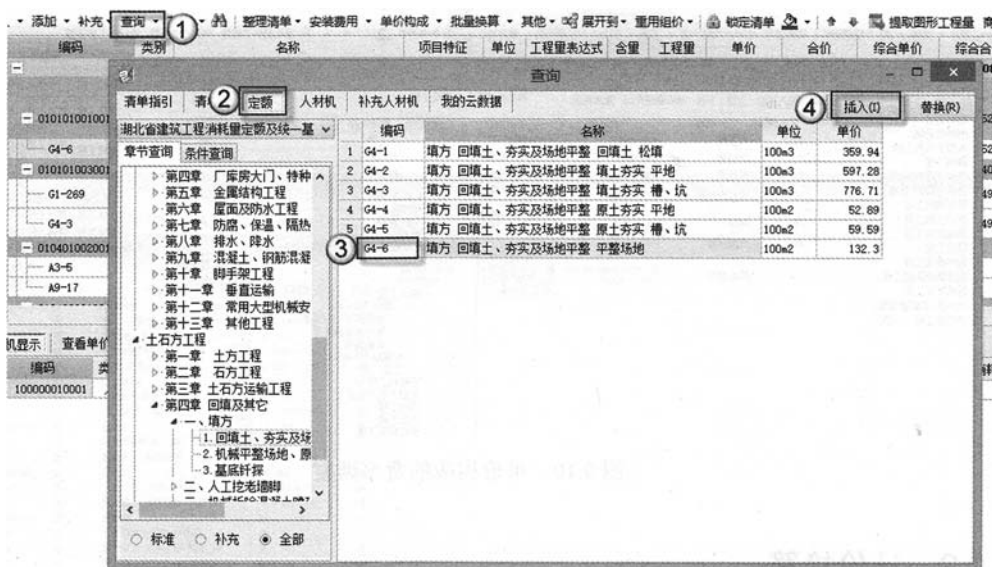 添加 补充 查询 整理清单 安装费用 单价构成 批量换算 其他 展开到 重用组价 锁定清单 提取图形工程量 商
①
编码 类别 名称 项目特征 单位 工程量表达式 含量 工程量 单价 合价 综合单价 综合合
查询
清单指引 清 ② 定额 人材机 补充人材机 我的云数据 ④ 插入(I) 替换(R)
湖北省建筑工程消耗量定额及统一基
章节查询 条件查询
编码 名称 单位 单价
1 G4-1 填方 回填土、夯实及场地平整 回填土 松填 100m3 359.94
2 G4-2 填方 回填土、夯实及场地平整 填土夯实 平地 100m3 597.28
3 G4-3 填方 回填土、夯实及场地平整 填土夯实 槽、坑 100m3 776.71
4 G4-4 填方 回填土、夯实及场地平整 原土夯实 平地 100m2 52.89
5 G4-5 填方 回填土、夯实及场地平整 原土夯实 槽、坑 100m2 59.59
③ G4-6 填方 回填土、夯实及场地平整 平整场地 100m2 132.3
010101001001
G4-6
010101003001
G1-269
G4-3
010401002001
A3-5
A9-17
机显示 查看单价
编码 类
100000010001
第四章 厂库房大门、特种
第五章 金属结构工程
第六章 屋面及防水工程
第七章 防腐、保温、隔热
第八章 排水、降水
第九章 混凝土、钢筋混凝
第十章 脚手架工程
第十一章 垂直运输
第十二章 常用大型机械安
第十三章 其他工程
土石方工程
第一章 土方工程
第二章 石方工程
第三章 土石方运输工程
第四章 回填及其它
一、填方
1.回填土、夯实及场
2.机械平整场地、原
3.基底钎探
二、人工挖老墙脚
标准 补充 全部